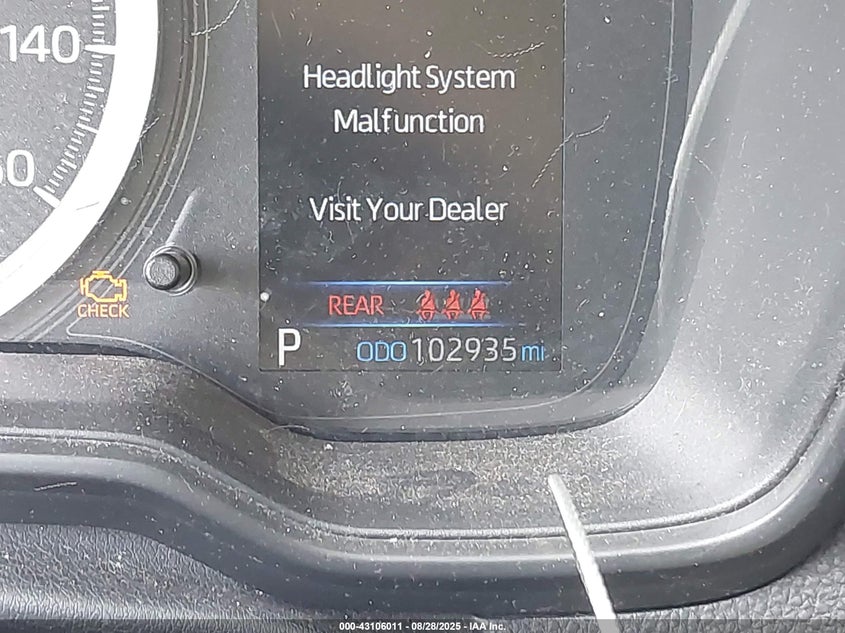 140
Headlight System
Malfunction
Visit Your Dealer
CHECK
REAR
P ODO 102935 mi
000-43106011 - 08/28/2025 - IAA Inc.